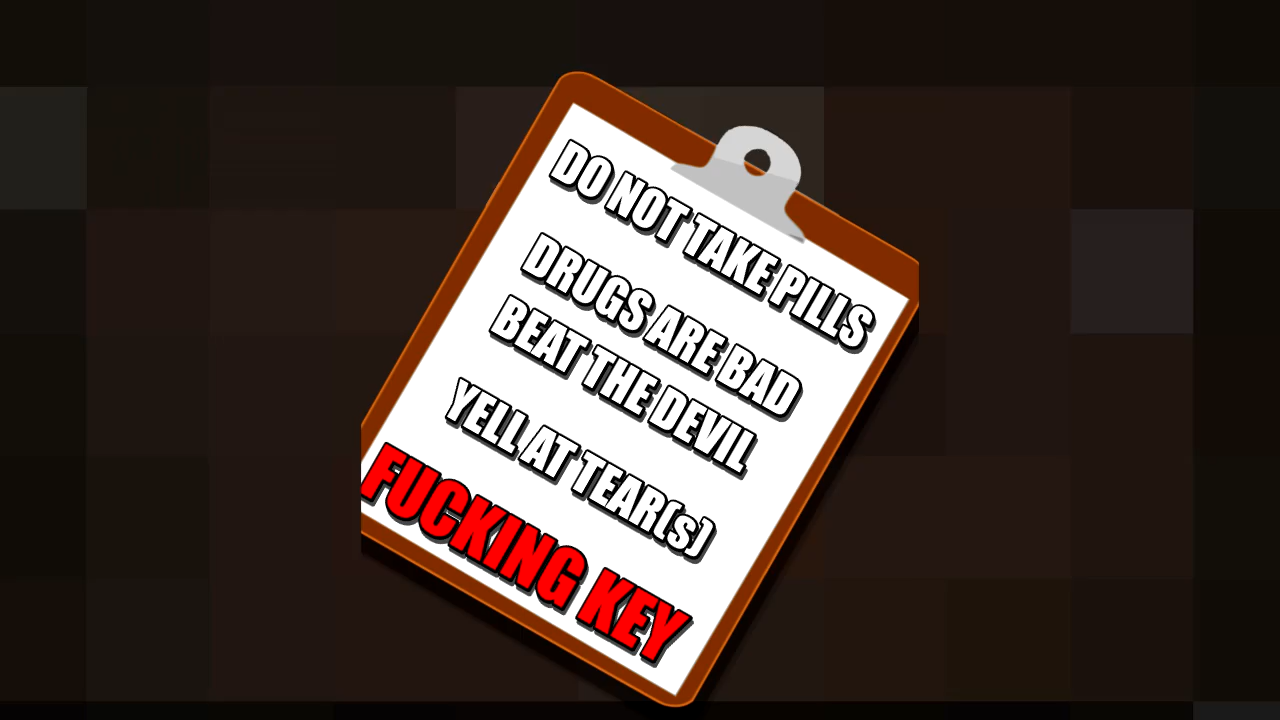 DO NOT TAKE PILLS
DRUGS ARE BAD
BEAT THE DEVIL
YELL AT TEAR(s)
FUCKING KEY